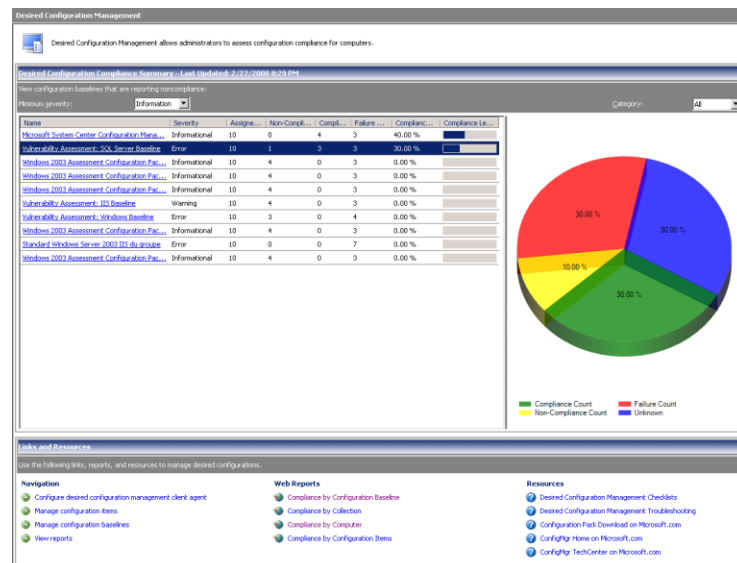 Desired Configuration Management
Desired Configuration Management allows administrators to assess configuration compliance for computers.
Desired Configuration Compliance Summary - Last Updated: 2/27/2008 8:29 PM
View configuration baselines that are reporting noncompliance:
Minimum severity: Information Category: All
Name Severity Assigne... Non-Compli... Compli... Failure ... Complianc... Compliance Le...
Microsoft System Center Configuration Mana... Informational 10 0 4 3 40.00 %
Vulnerability Assessment: SQL Server Baseline Error 10 1 3 3 30.00 %
Windows 2003 Assessment Configuration Pac... Informational 10 4 0 3 0.00 %
Windows 2003 Assessment Configuration Pac... Informational 10 4 0 3 0.00 %
Vulnerability Assessment: IIS Baseline Warning 10 4 0 3 0.00 %
Vulnerability Assessment: Windows Baseline Error 10 3 0 4 0.00 %
Windows 2003 Assessment Configuration Pac... Informational 10 4 0 3 0.00 %
Standard Windows Server 2003 IIS du groupe Error 10 0 0 7 0.00 %
Windows 2003 Assessment Configuration Pac... Informational 10 4 0 3 0.00 %
30.00 %
30.00 %
10.00 %
30.00 %
Compliance Count Failure Count
Non-Compliance Count Unknown
Links and Resources
Use the following links, reports, and resources to manage desired configurations.
Navigation
Configure desired configuration management client agent
Manage configuration items
Manage configuration baselines
View reports
Web Reports
Compliance by Configuration Baseline
Compliance by Collection
Compliance by Computer
Compliance by Configuration Items
Resources
Desired Configuration Management Checklists
Desired Configuration Management Troubleshooting
Configuration Pack Download on Microsoft.com
ConfigMgr Home on Microsoft.com
ConfigMgr TechCenter on Microsoft.com